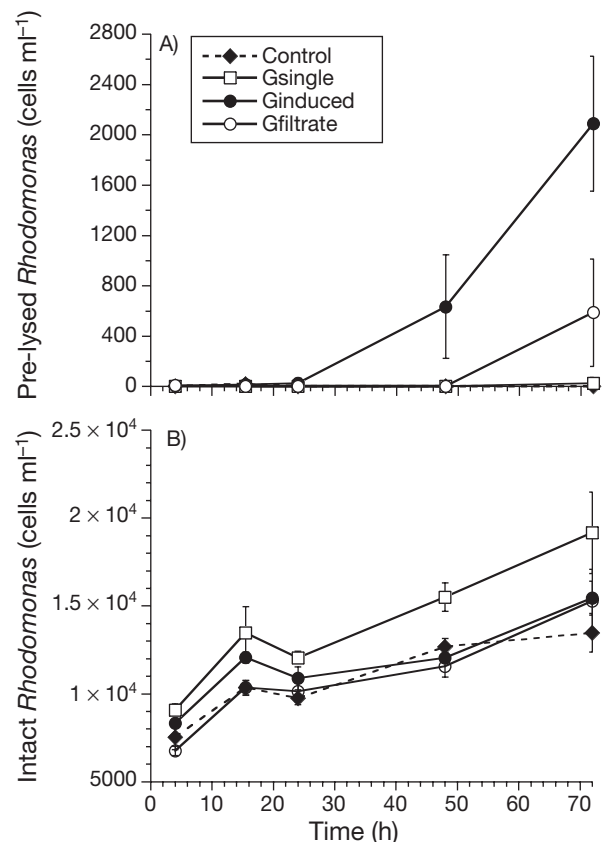 A)
Control
Gsingle
Ginduced
Gfiltrate
Pre-lysed Rhodomonas (cells ml⁻¹)
2800
2400
2000
1600
1200
800
400
0
B)
Intact Rhodomonas (cells ml⁻¹)
2.5 × 10⁴
2 × 10⁴
1.5 × 10⁴
1 × 10⁴
5000
0 10 20 30 40 50 60 70
Time (h)